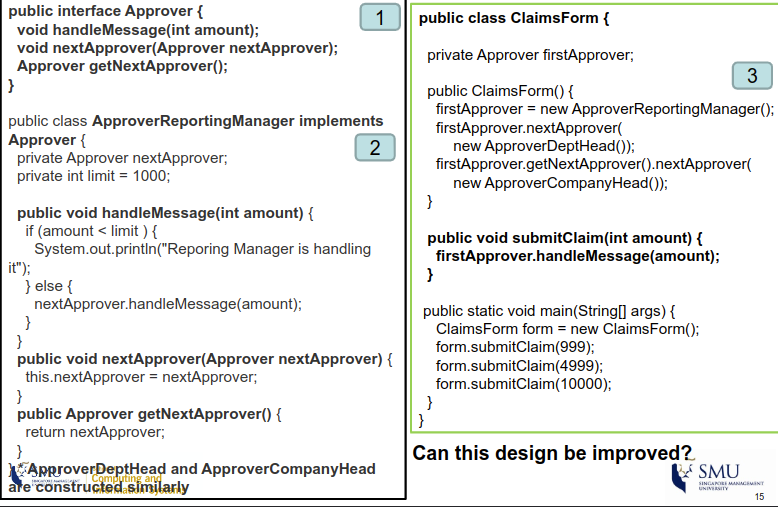 public interface Approver {
void handleMessage(int amount);
void nextApprover(Approver nextApprover);
Approver getNextApprover();
}
1
public class ApproverReportingManager implements
Approver {
2
private Approver nextApprover;
private int limit = 1000;
public void handleMessage(int amount) {
if (amount < limit ) {
System.out.println("Reporing Manager is handling
it");
} else {
nextApprover.handleMessage(amount);
}
}
public void nextApprover(Approver nextApprover) {
this.nextApprover = nextApprover;
}
public Approver getNextApprover() {
return nextApprover;
}
} *ApproverDeptHead and ApproverCompanyHead
are constructed similarly
SMU
SINGAPORE MANAGEMENT
UNIVERSITY
Computing and
Information Systems
public class ClaimsForm {
private Approver firstApprover;
3
public ClaimsForm() {
firstApprover = new ApproverReportingManager();
firstApprover.nextApprover(
new ApproverDeptHead());
firstApprover.getNextApprover().nextApprover(
new ApproverCompanyHead());
}
public void submitClaim(int amount) {
firstApprover.handleMessage(amount);
}
public static void main(String[] args) {
ClaimsForm form = new ClaimsForm();
form.submitClaim(999);
form.submitClaim(4999);
form.submitClaim(10000);
}
}
Can this design be improved?
SMU
SINGAPORE MANAGEMENT
UNIVERSITY
15